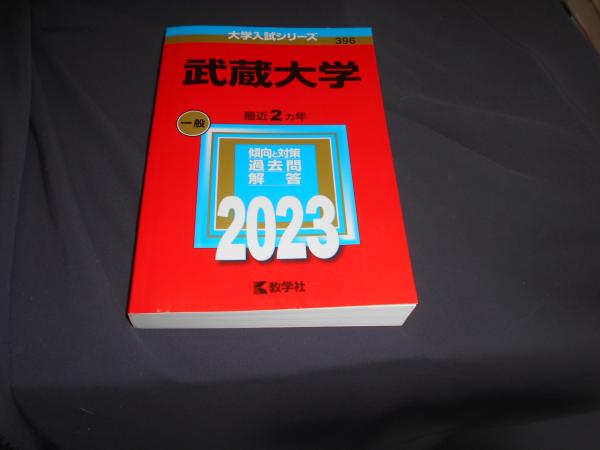 大学入試シリーズ
396
武蔵大学
一般
最近2カ年
傾向と対策
過去問
解答
2023
教学社